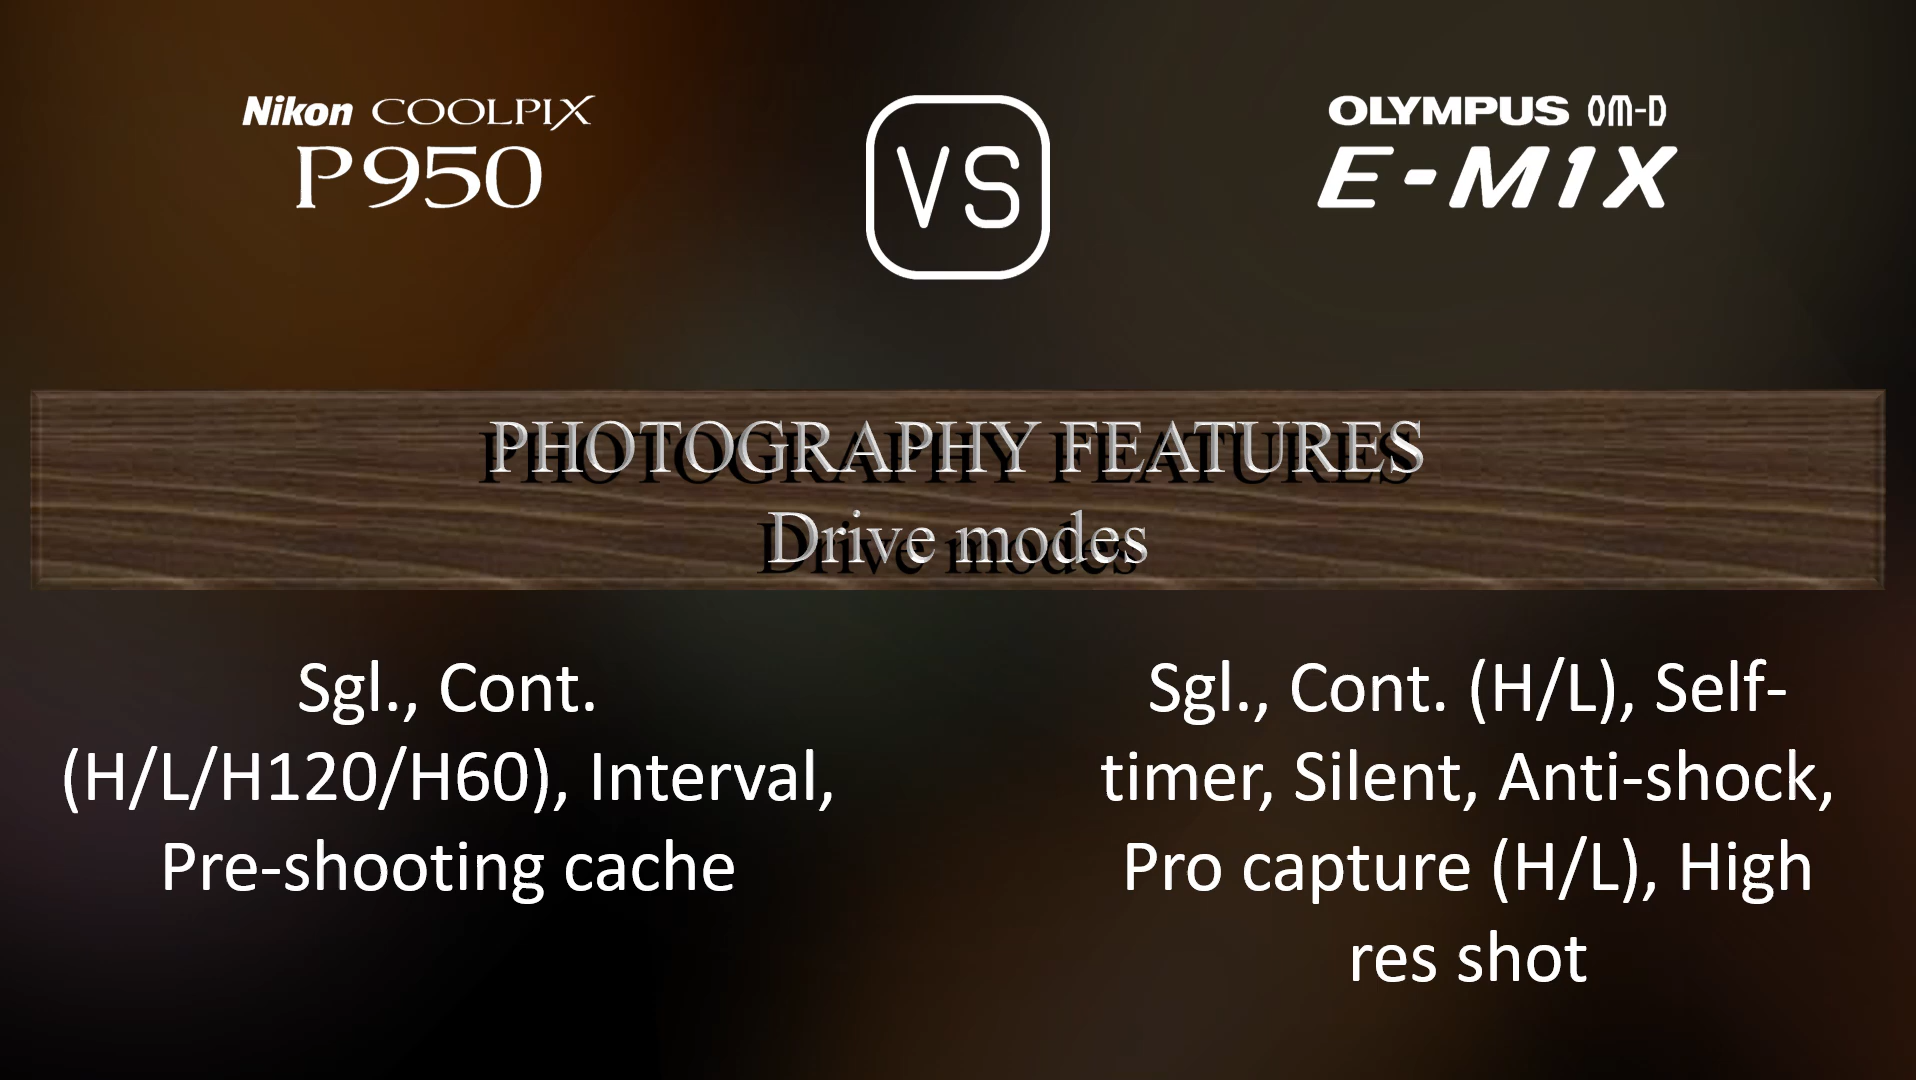 Nikon COOLPIX
P950
VS
OLYMPUS OM-D
E-M1X
PHOTOGRAPHY FEATURES
Drive modes
Sgl., Cont.
(H/L/H120/H60), Interval,
Pre-shooting cache
Sgl., Cont. (H/L), Self-
timer, Silent, Anti-shock,
Pro capture (H/L), High
res shot